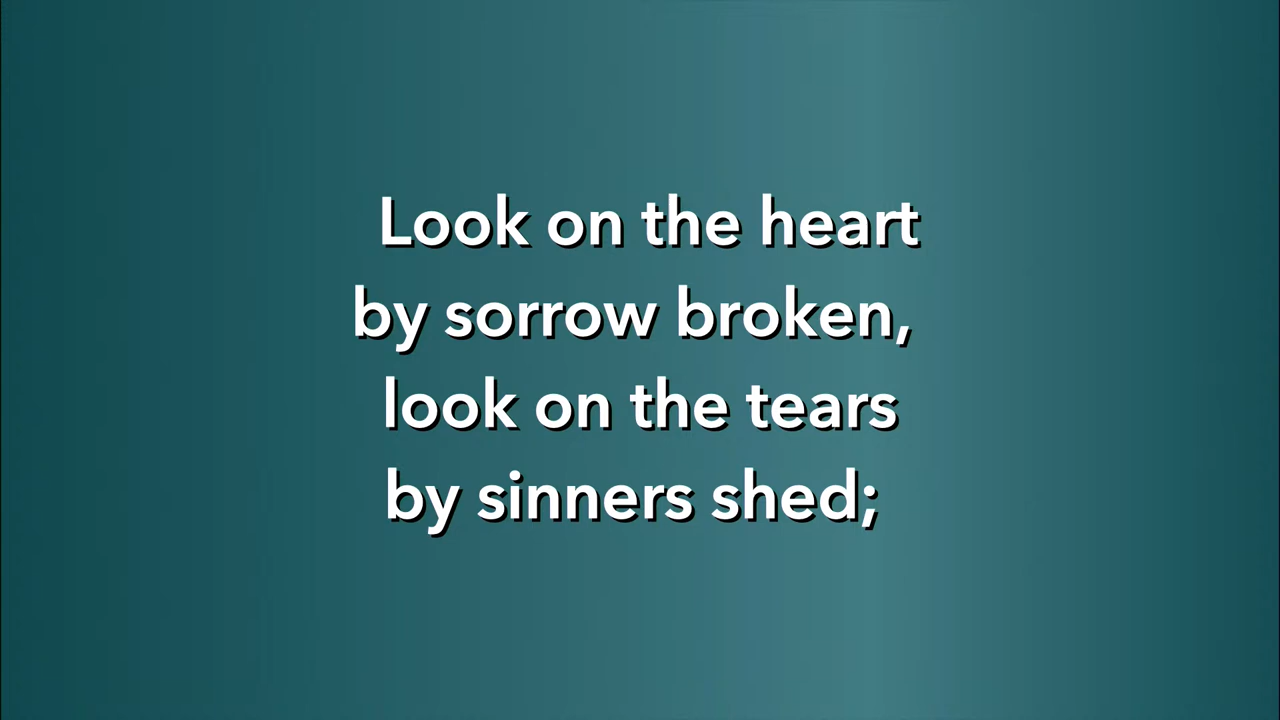 Look on the heart
by sorrow broken,
look on the tears
by sinners shed;